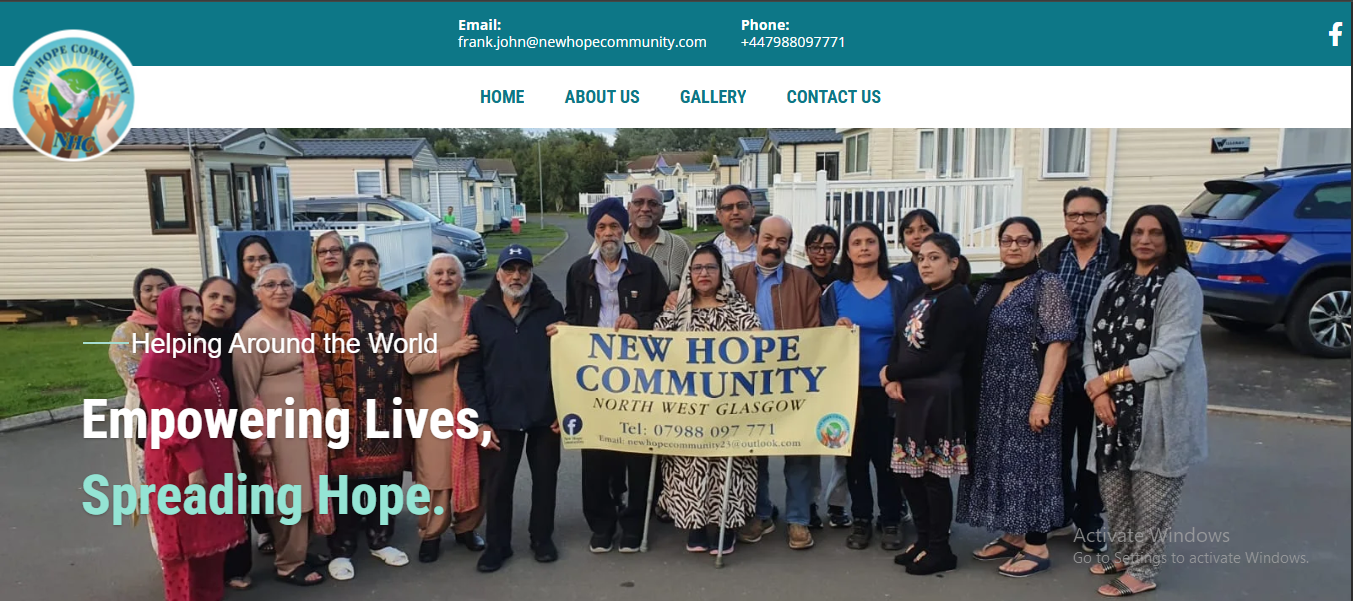 Email:
frank.john@newhopecommunity.com
Phone:
+447988097771
NEW HOPE COMMUNITY
NHC
HOME
ABOUT US
GALLERY
CONTACT US
Helping Around the World
Empowering Lives,
Spreading Hope.
NEW HOPE
COMMUNITY
NORTH WEST GLASGOW
Tel: 07988 097 771
Email: newhopecommunity23@outlook.com
Activate Windows
Go to Settings to activate Windows.